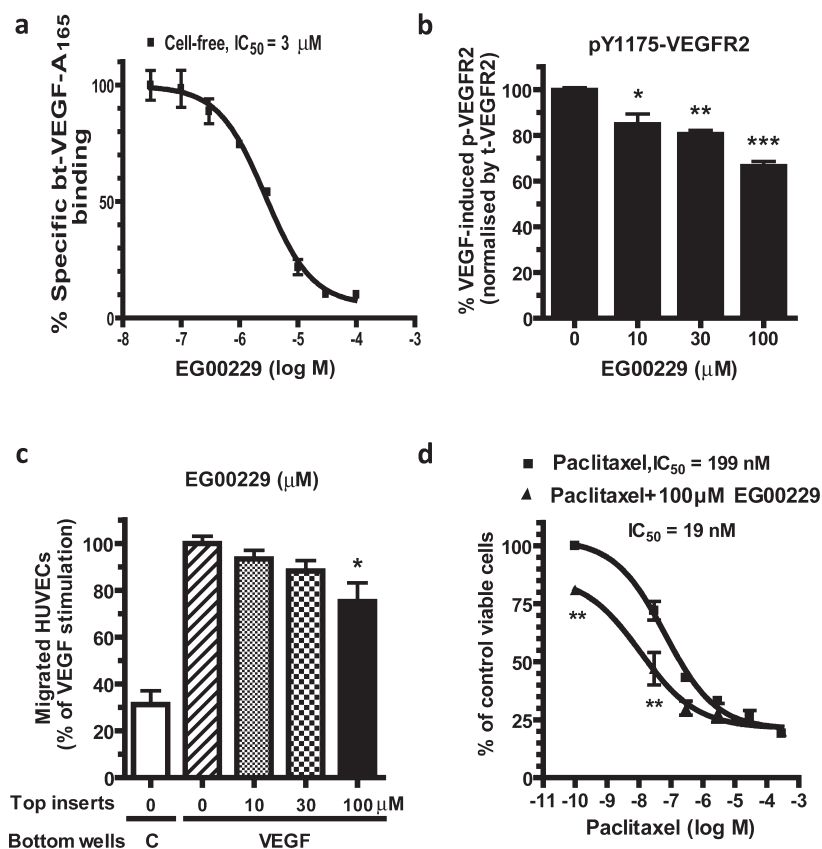 a
Cell-free, IC50 = 3 μM
% Specific bt-VEGF-A165
binding
100
50
0
-8 -7 -6 -5 -4 -3
EG00229 (log M)
b
pY1175-VEGFR2
% VEGF-induced p-VEGFR2
(normalised by t-VEGFR2)
100
80
60
40
20
0
* ** ***
0 10 30 100
EG00229 (μM)
c
EG00229 (μM)
Migrated HUVECs
(% of VEGF stimulation)
100
80
60
40
20
0
*
Top inserts 0 0 10 30 100 μM
Bottom wells C VEGF
d
Paclitaxel,IC50 = 199 nM
Paclitaxel+100μM EG00229
IC50 = 19 nM
% of control viable cells
100
75
50
25
0
**
**
-11 -10 -9 -8 -7 -6 -5 -4 -3
Paclitaxel (log M)